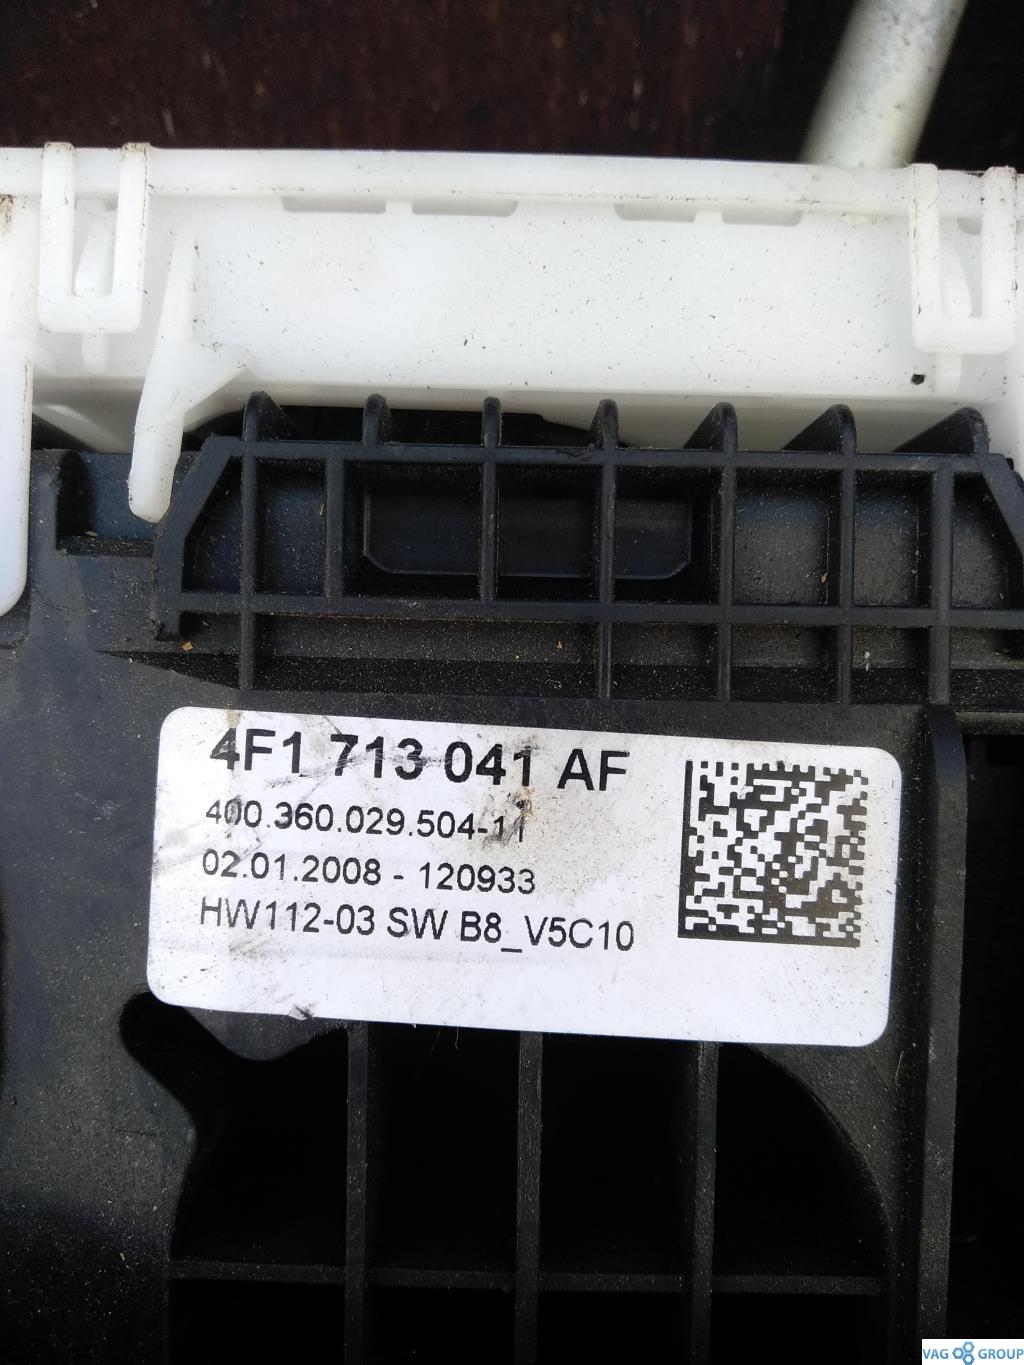 4F1 713 041 AF
400.360.029.504-11
02.01.2008 - 120933
HW112-03 SW B8_V5C10
VAG GROUP